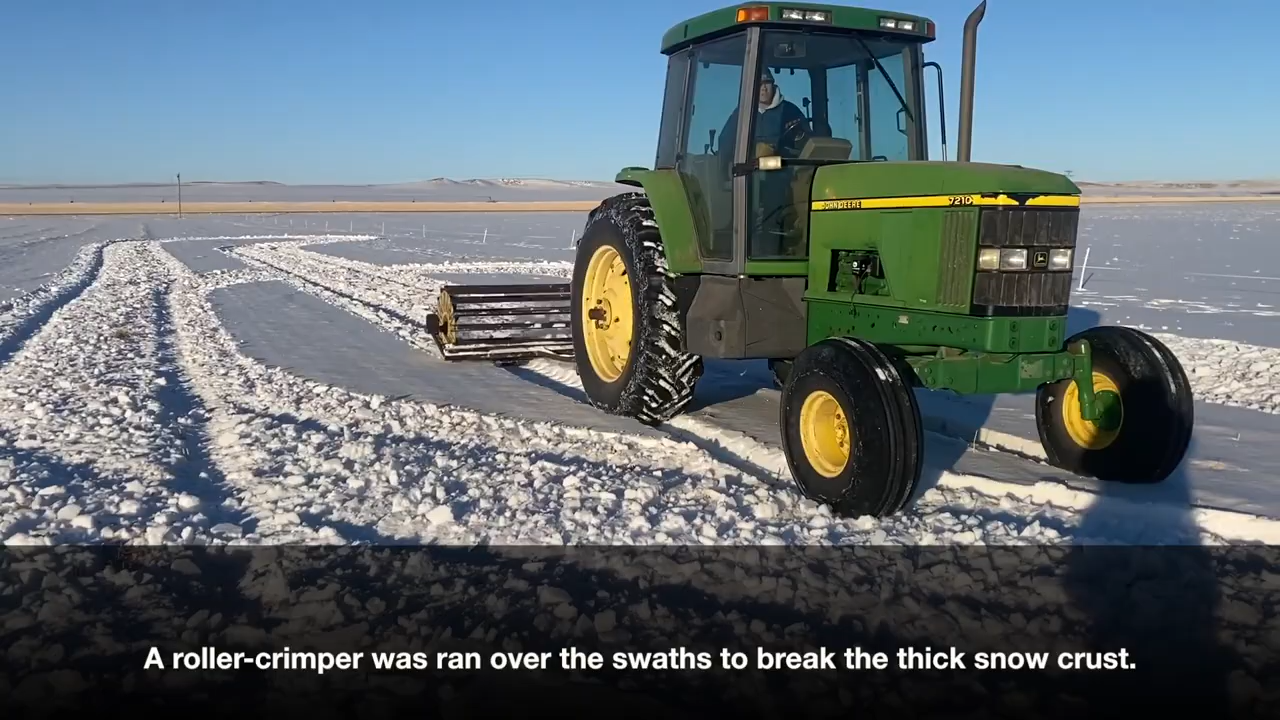 JOHN DEERE
7210
A roller-crimper was ran over the swaths to break the thick snow crust.